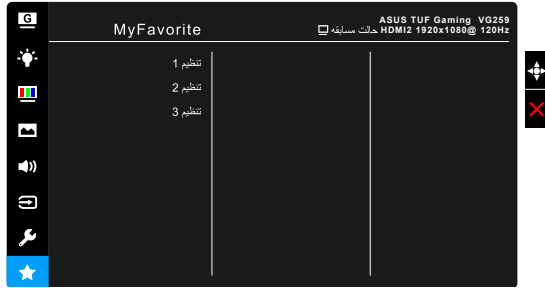 G
MyFavorite
ASUS TUF Gaming VG259
حالت مسابقه HDMI2 1920x1080@ 120Hz
تنظیم 1
تنظیم 2
تنظیم 3